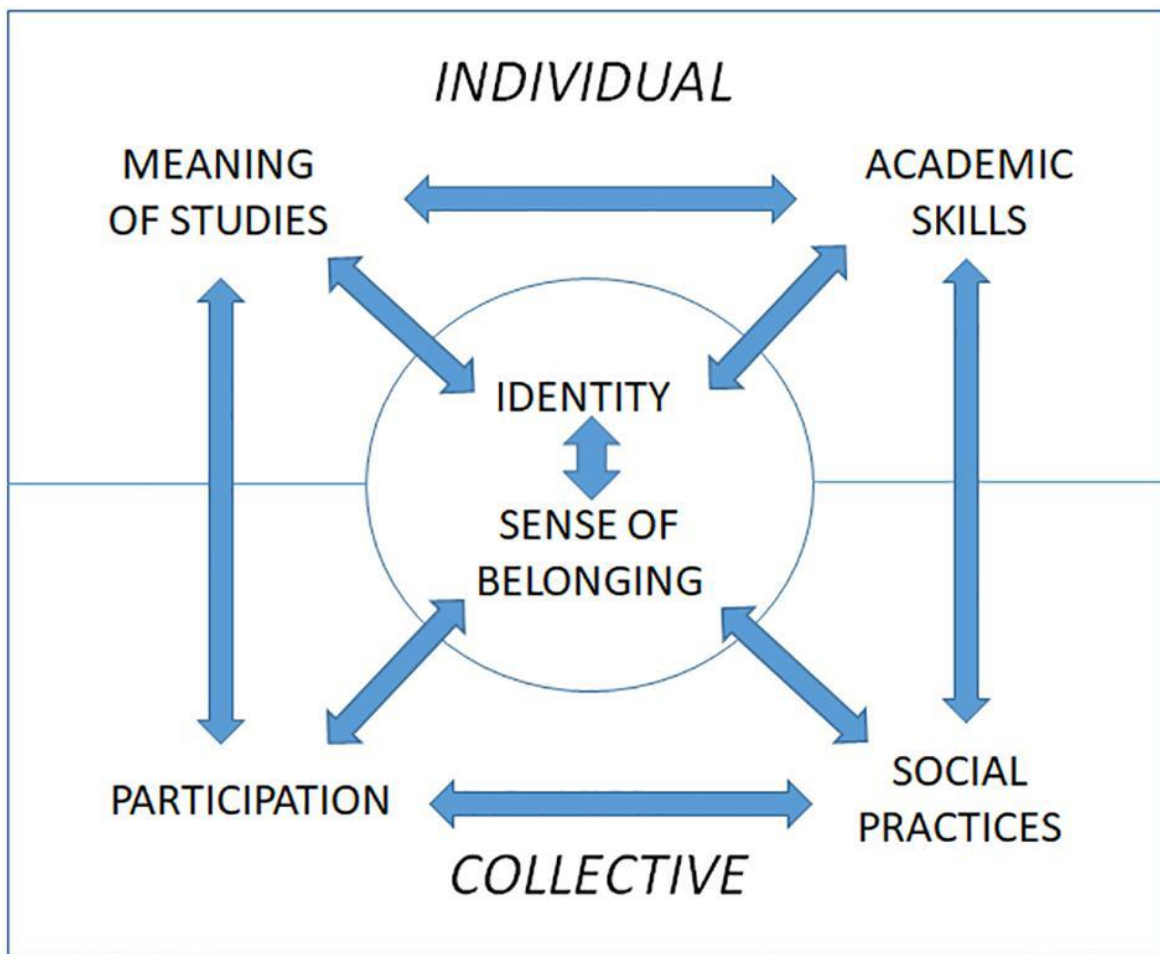 INDIVIDUAL
MEANING
OF STUDIES
ACADEMIC
SKILLS
IDENTITY
SENSE OF
BELONGING
PARTICIPATION
SOCIAL
PRACTICES
COLLECTIVE